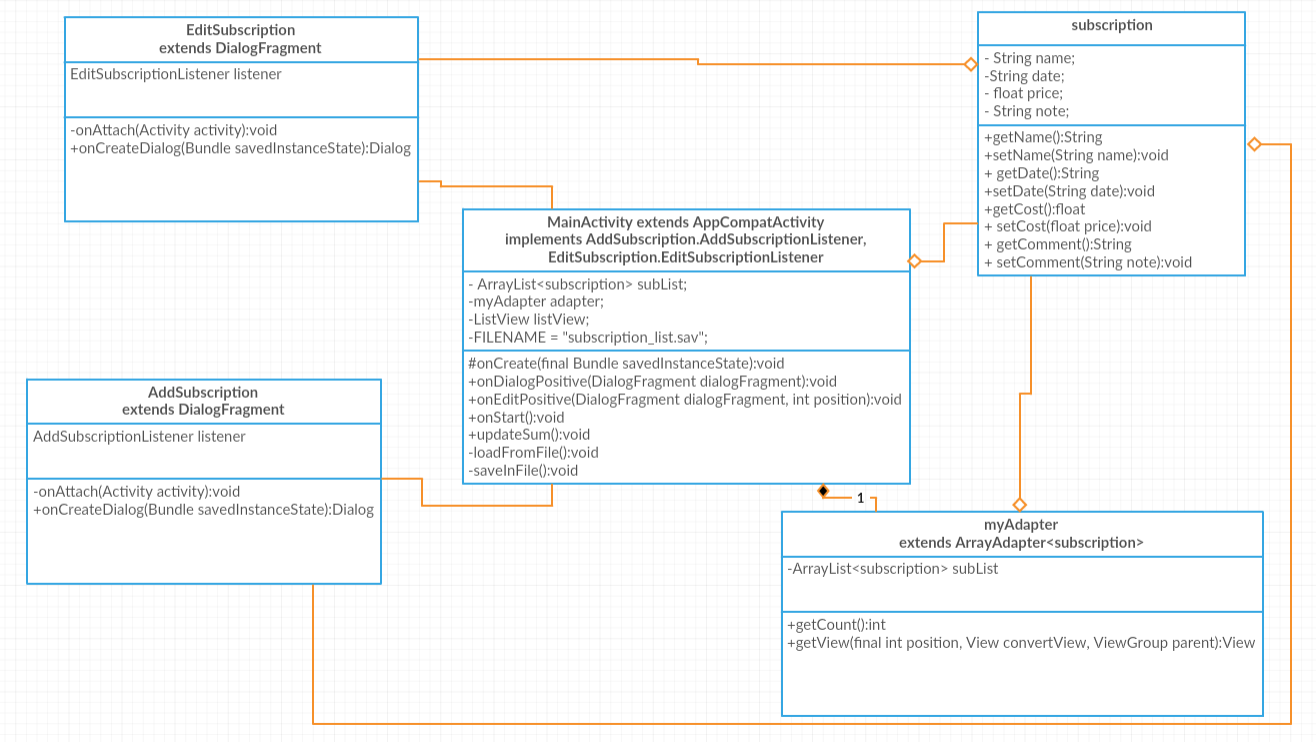 EditSubscription
extends DialogFragment
EditSubscriptionListener listener
-onAttach(Activity activity):void
+onCreateDialog(Bundle savedInstanceState):Dialog
subscription
- String name;
-String date;
- float price;
- String note;
+getName():String
+setName(String name):void
+ getDate():String
+setDate(String date):void
+getCost():float
+ setCost(float price):void
+ getComment():String
+ setComment(String note):void
MainActivity extends AppCompatActivity
implements AddSubscription.AddSubscriptionListener,
EditSubscription.EditSubscriptionListener
- ArrayList<subscription> subList;
-myAdapter adapter;
-ListView listView;
-FILENAME = "subscription_list.sav";
#onCreate(final Bundle savedInstanceState):void
+onDialogPositive(DialogFragment dialogFragment):void
+onEditPositive(DialogFragment dialogFragment, int position):void
+onStart():void
+updateSum():void
-loadFromFile():void
-saveInFile():void
AddSubscription
extends DialogFragment
AddSubscriptionListener listener
-onAttach(Activity activity):void
+onCreateDialog(Bundle savedInstanceState):Dialog
1
myAdapter
extends ArrayAdapter<subscription>
-ArrayList<subscription> subList
+getCount():int
+getView(final int position, View convertView, ViewGroup parent):View